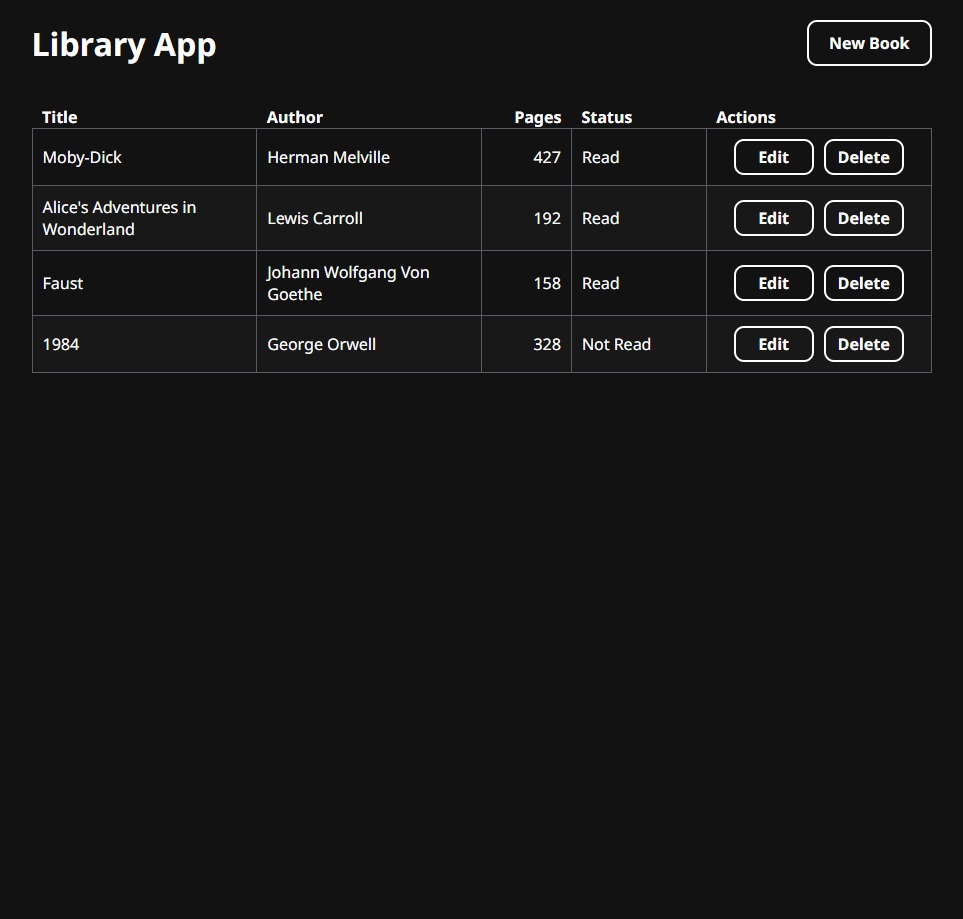 Library App
New Book
Title Author Pages Status Actions
Moby-Dick Herman Melville 427 Read Edit Delete
Alice's Adventures in
Wonderland
Lewis Carroll 192 Read Edit Delete
Faust
Johann Wolfgang Von
Goethe
158 Read Edit Delete
1984 George Orwell 328 Not Read Edit Delete